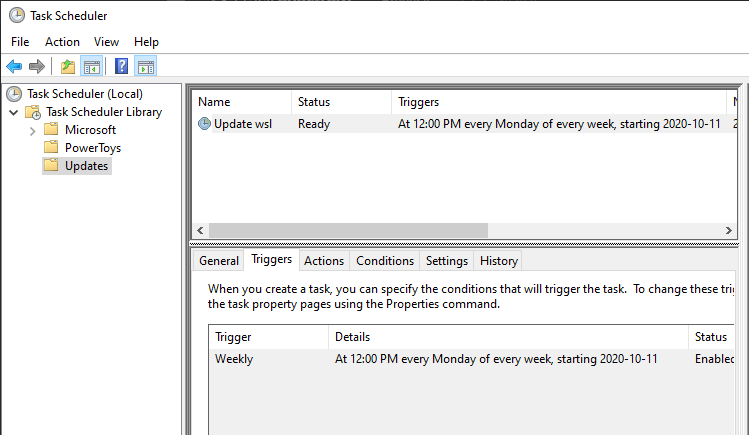 Task Scheduler
File Action View Help
Task Scheduler (Local)
Task Scheduler Library
Microsoft
PowerToys
Updates
Name Status Triggers
Update wsl Ready At 12:00 PM every Monday of every week, starting 2020-10-11
General Triggers Actions Conditions Settings History
When you create a task, you can specify the conditions that will trigger the task. To change these
the task property pages using the Properties command.
Trigger Details Status
Weekly At 12:00 PM every Monday of every week, starting 2020-10-11 Enabled